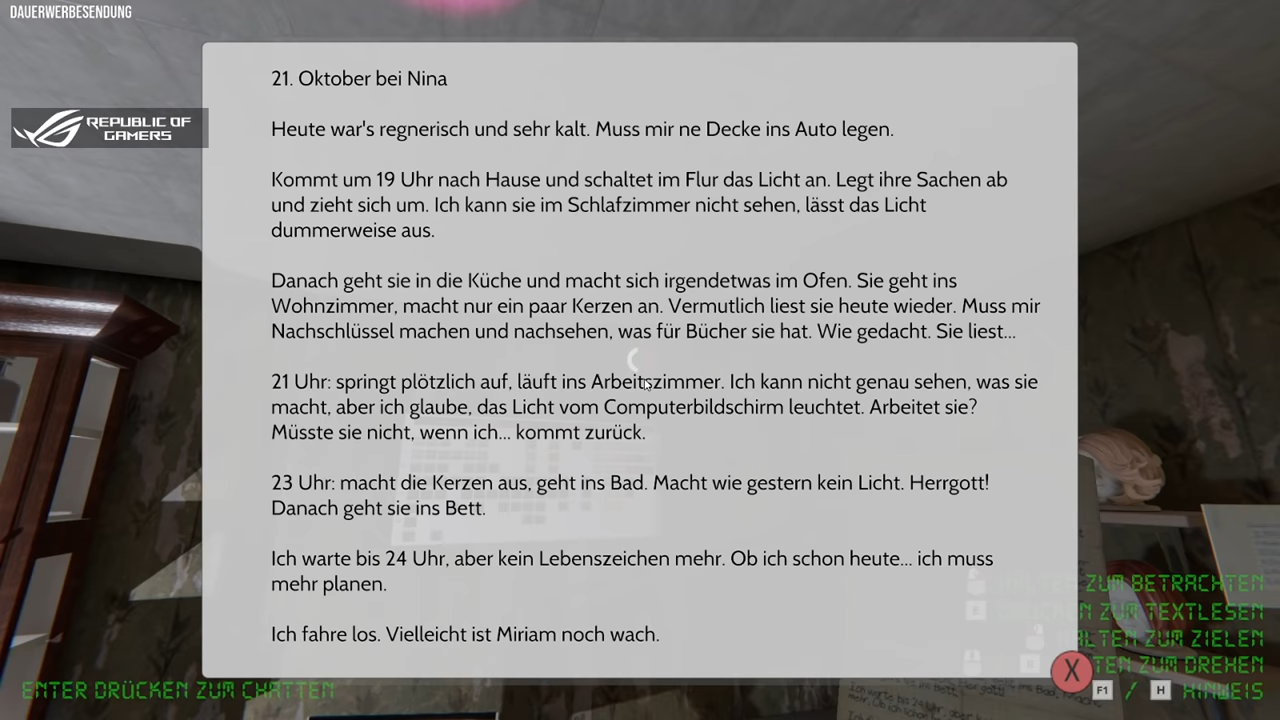 DAUERWERBESENDUNG
REPUBLIC OF
GAMERS
21. Oktober bei Nina
Heute war's regnerisch und sehr kalt. Muss mir ne Decke ins Auto legen.
Kommt um 19 Uhr nach Hause und schaltet im Flur das Licht an. Legt ihre Sachen ab
und zieht sich um. Ich kann sie im Schlafzimmer nicht sehen, lässt das Licht
dummerweise aus.
Danach geht sie in die Küche und macht sich irgendetwas im Ofen. Sie geht ins
Wohnzimmer, macht nur ein paar Kerzen an. Vermutlich liest sie heute wieder. Muss mir
Nachschlüssel machen und nachsehen, was für Bücher sie hat. Wie gedacht. Sie liest...
21 Uhr: springt plötzlich auf, läuft ins Arbeitszimmer. Ich kann nicht genau sehen, was sie
macht, aber ich glaube, das Licht vom Computerbildschirm leuchtet. Arbeitet sie?
Müsste sie nicht, wenn ich... kommt zurück.
23 Uhr: macht die Kerzen aus, geht ins Bad. Macht wie gestern kein Licht. Herrgott!
Danach geht sie ins Bett.
Ich warte bis 24 Uhr, aber kein Lebenszeichen mehr. Ob ich schon heute... ich muss
mehr planen.
Ich fahre los. Vielleicht ist Miriam noch wach.
ZUM BETRACHTEN
ZUM TEXTLESEN
ZUM ZIELEN
ZUM DREHEN
X
F1 / H HINWEIS
ENTER DRÜCKEN ZUM CHATTEN